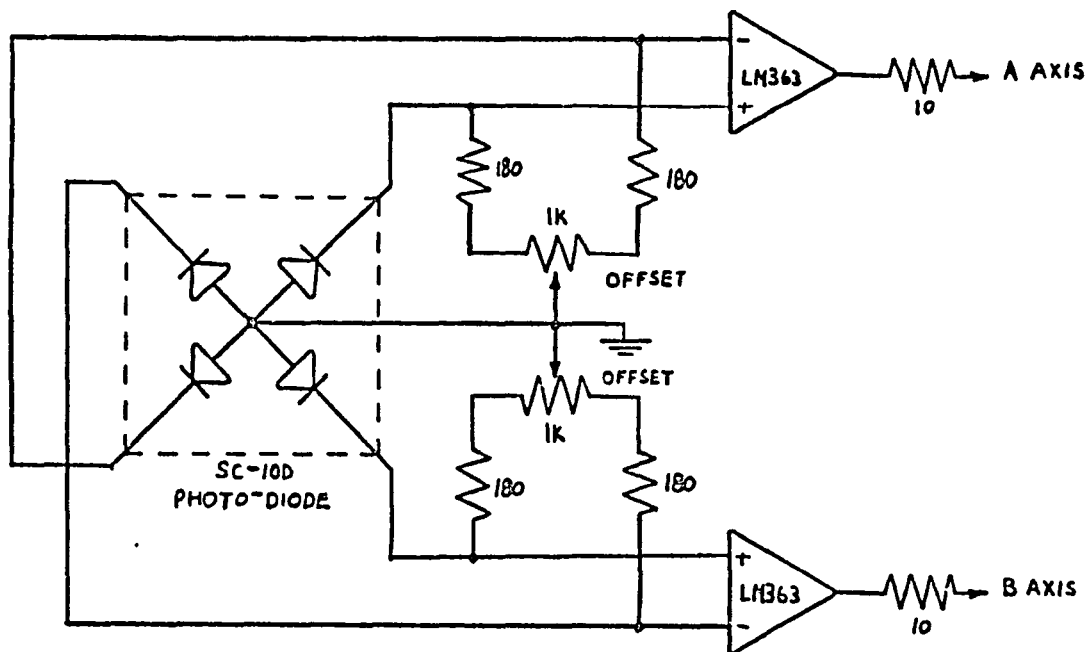 -
LM363
+
A AXIS
10
180
180
1K
OFFSET
OFFSET
1K
SC-10D
PHOTO-DIODE
180
180
+
LM363
-
B AXIS
10